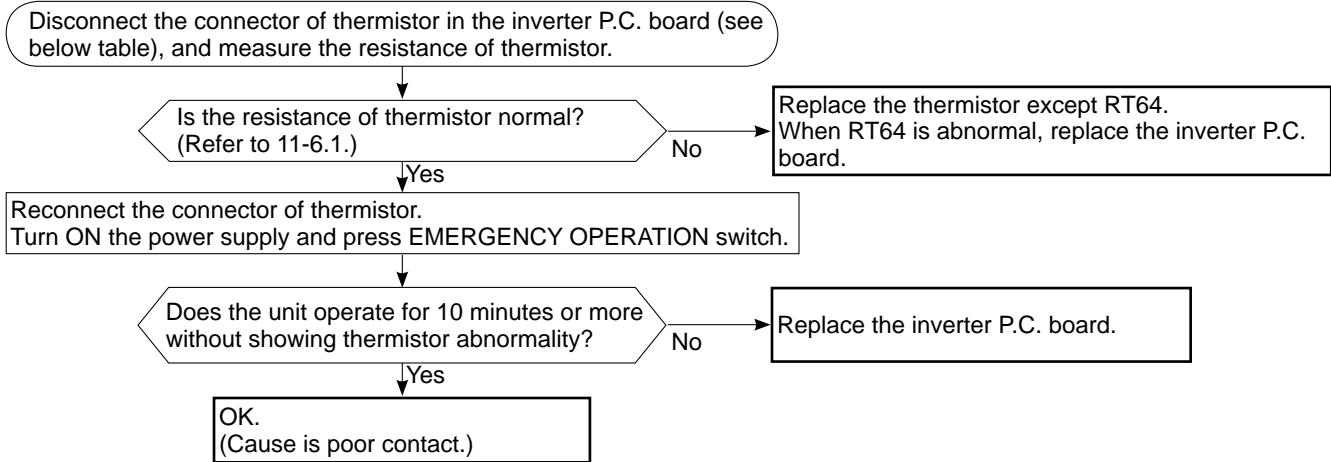 Disconnect the connector of thermistor in the inverter P.C. board (see
below table), and measure the resistance of thermistor.
Is the resistance of thermistor normal?
(Refer to 11-6.1.)
No
Replace the thermistor except RT64.
When RT64 is abnormal, replace the inverter P.C.
board.
Yes
Reconnect the connector of thermistor.
Turn ON the power supply and press EMERGENCY OPERATION switch.
Does the unit operate for 10 minutes or more
without showing thermistor abnormality?
No
Replace the inverter P.C. board.
Yes
OK.
(Cause is poor contact.)